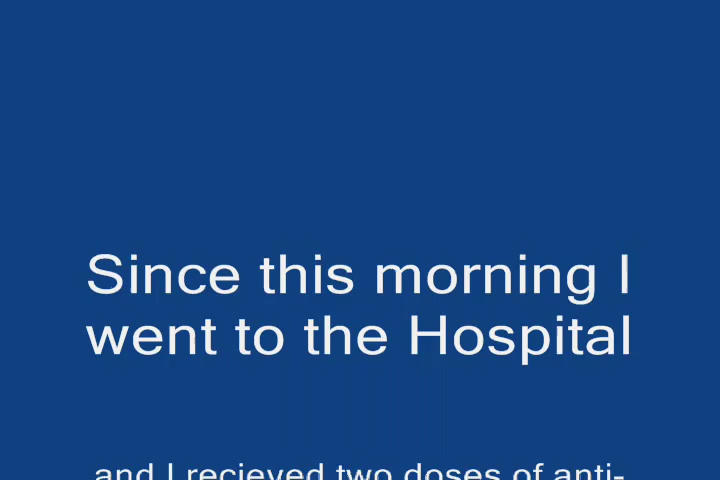 Since this morning I
went to the Hospital
and I recieved two doses of anti-